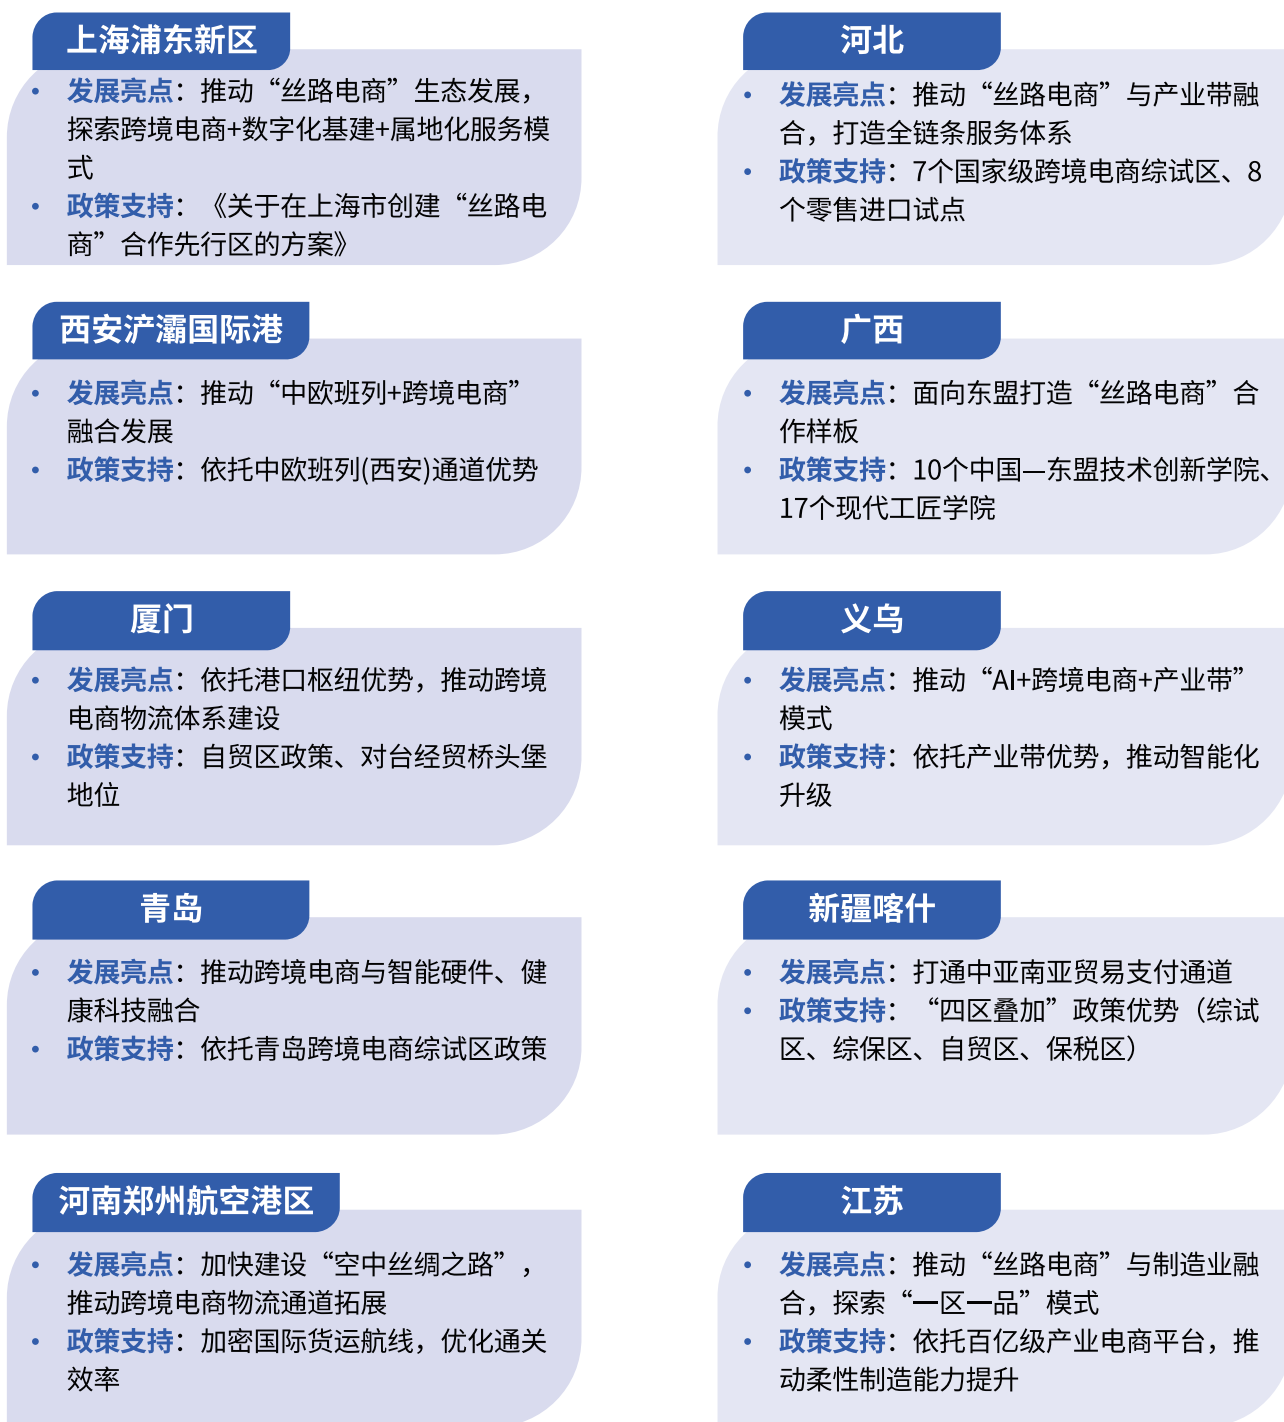 上海浦东新区
• 发展亮点：推动“丝路电商”生态发展，
探索跨境电商+数字化基建+属地化服务模
式
• 政策支持：《关于在上海市创建“丝路电
商”合作先行区的方案》
河北
• 发展亮点：推动“丝路电商”与产业带融
合，打造全链条服务体系
• 政策支持：7个国家级跨境电商综试区、8
个零售进口试点
西安浐灞国际港
• 发展亮点：推动“中欧班列+跨境电商”
融合发展
• 政策支持：依托中欧班列(西安)通道优势
广西
• 发展亮点：面向东盟打造“丝路电商”合
作样板
• 政策支持：10个中国—东盟技术创新学院、
17个现代工匠学院
厦门
• 发展亮点：依托港口枢纽优势，推动跨境
电商物流体系建设
• 政策支持：自贸区政策、对台经贸桥头堡
地位
义乌
• 发展亮点：推动“AI+跨境电商+产业带”
模式
• 政策支持：依托产业带优势，推动智能化
升级
青岛
• 发展亮点：推动跨境电商与智能硬件、健
康科技融合
• 政策支持：依托青岛跨境电商综试区政策
新疆喀什
• 发展亮点：打通中亚南亚贸易支付通道
• 政策支持：“四区叠加”政策优势（综试
区、综保区、自贸区、保税区）
河南郑州航空港区
• 发展亮点：加快建设“空中丝绸之路”，
推动跨境电商物流通道拓展
• 政策支持：加密国际货运航线，优化通关
效率
江苏
• 发展亮点：推动“丝路电商”与制造业融
合，探索“一区一品”模式
• 政策支持：依托百亿级产业电商平台，推
动柔性制造能力提升